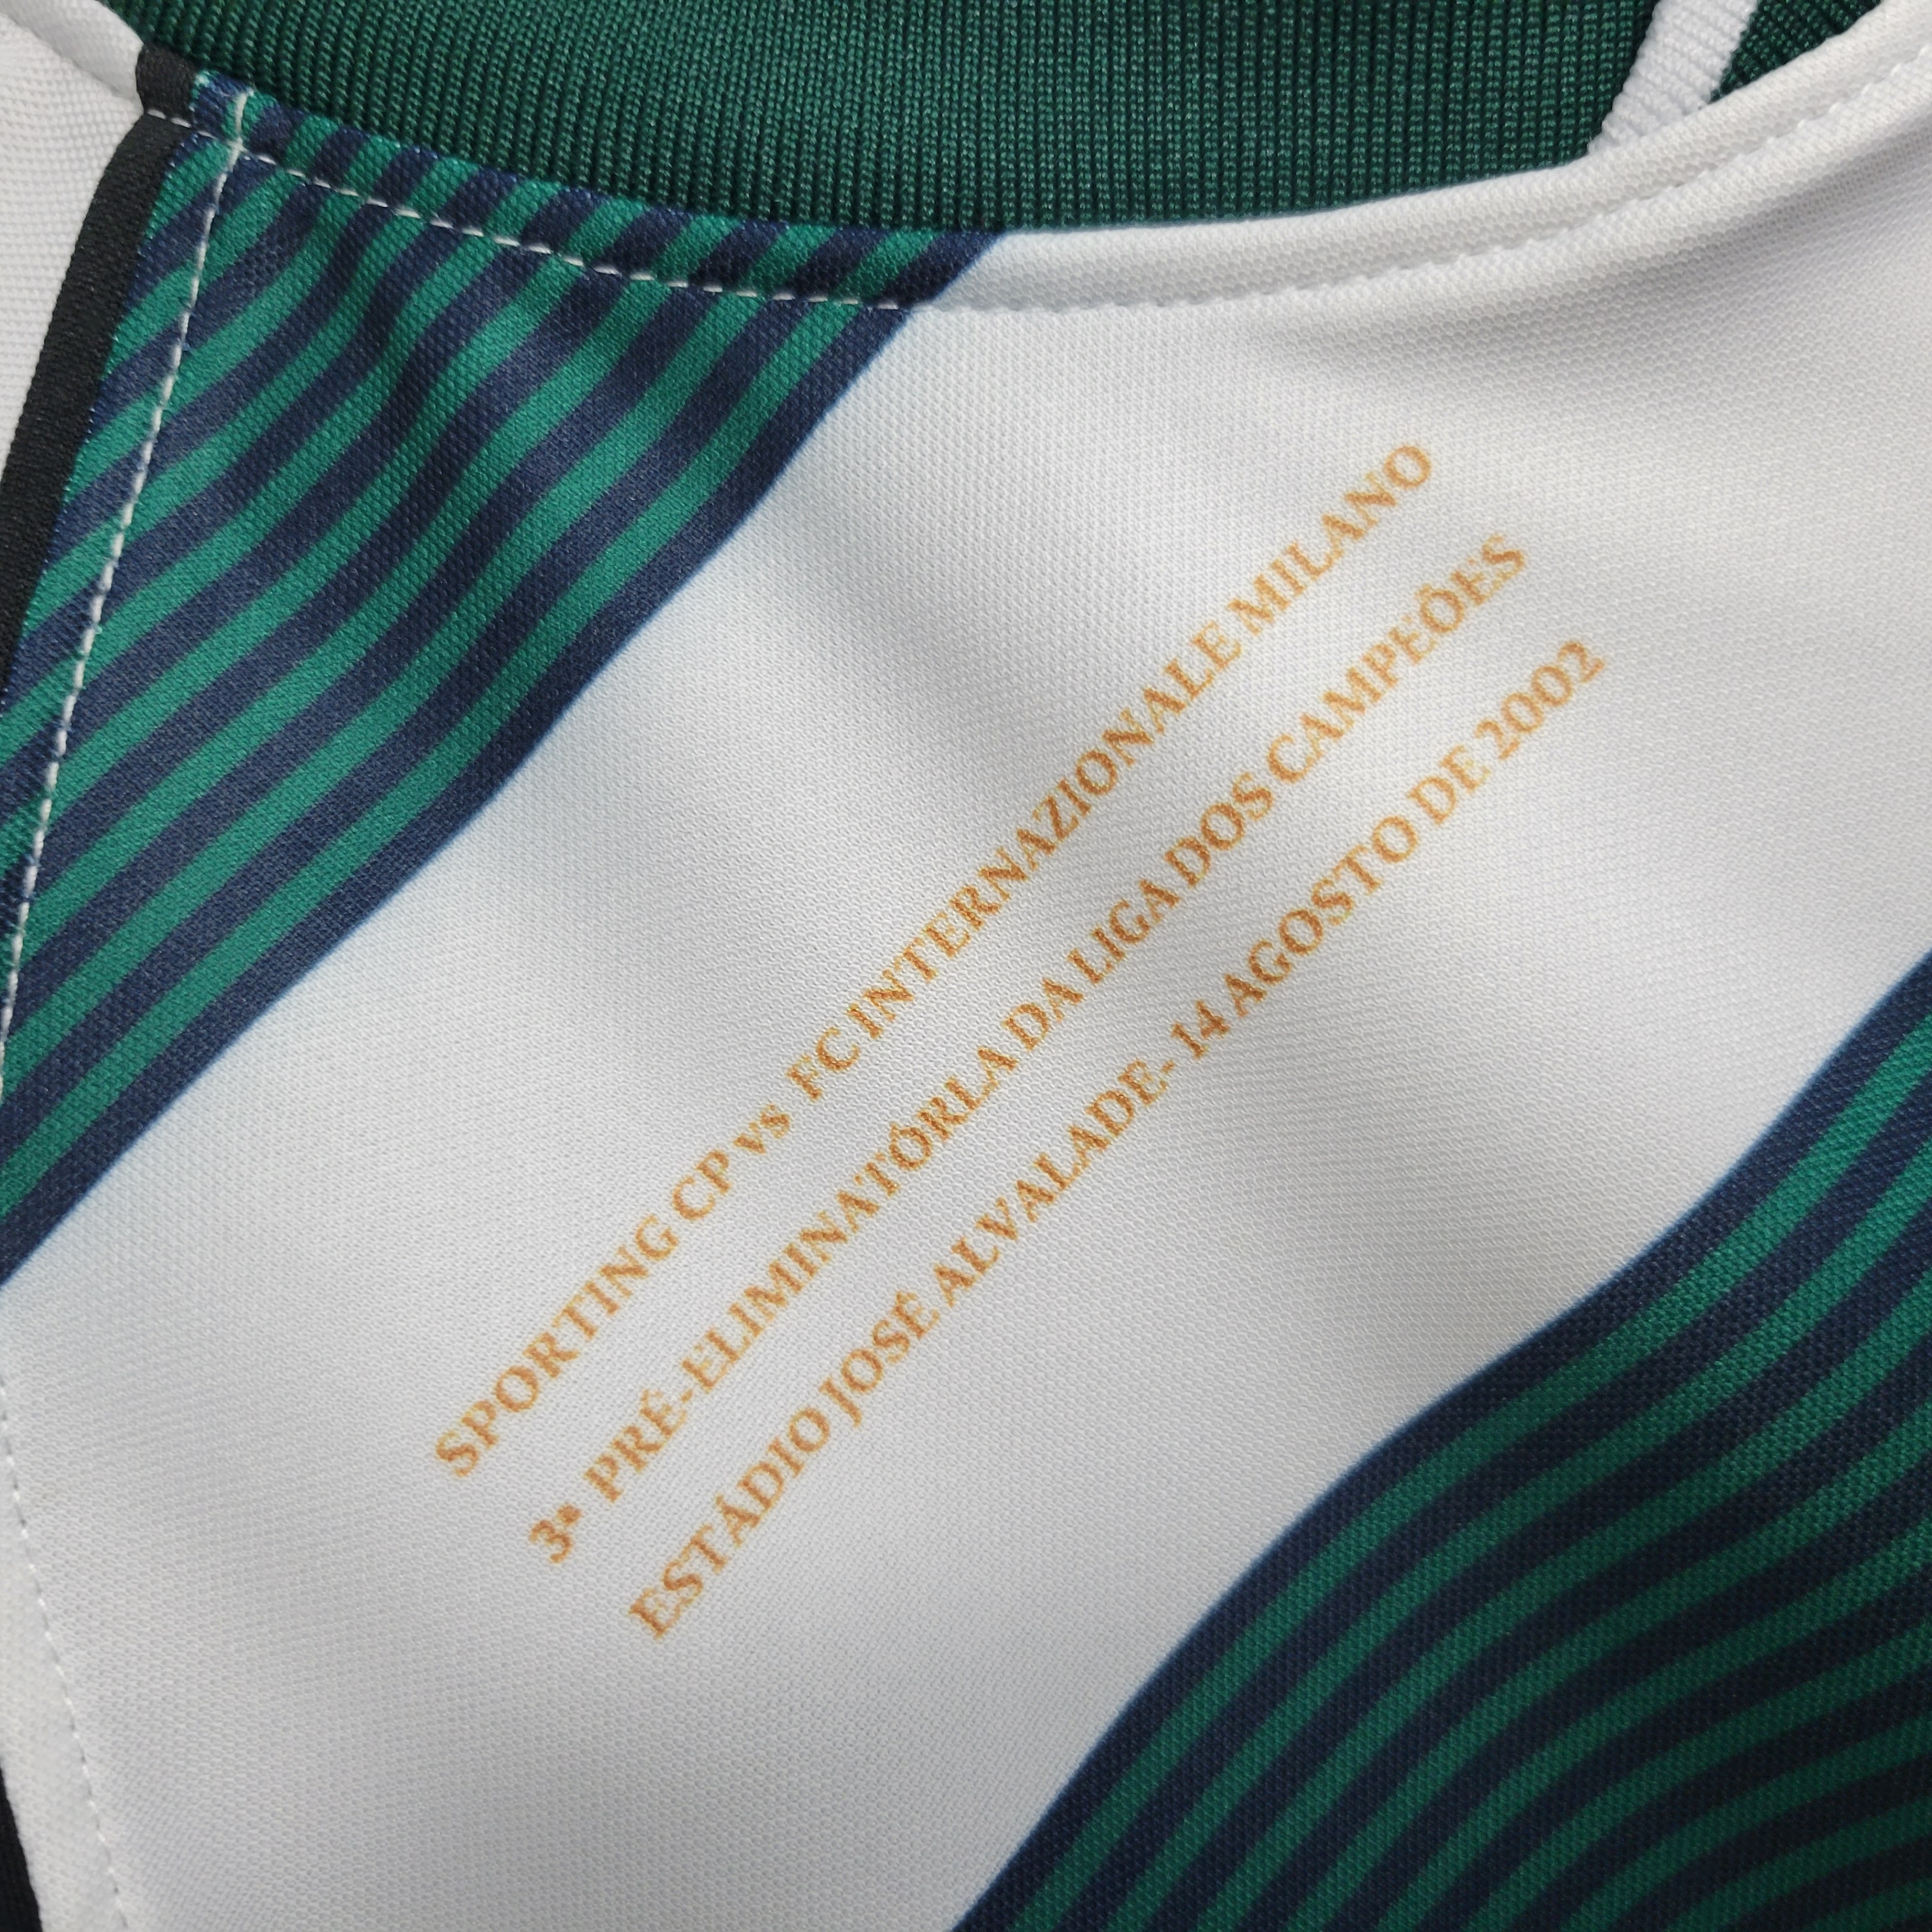 SPORTING CP vs FC INTERNAZIONALE MILANO
3ª PRÉ-ELIMINATÓRLA DA LIGA DOS CAMPEÔES
ESTÁDIO JOSÉ ALVALADE- 14 AGOSTO DE 2002